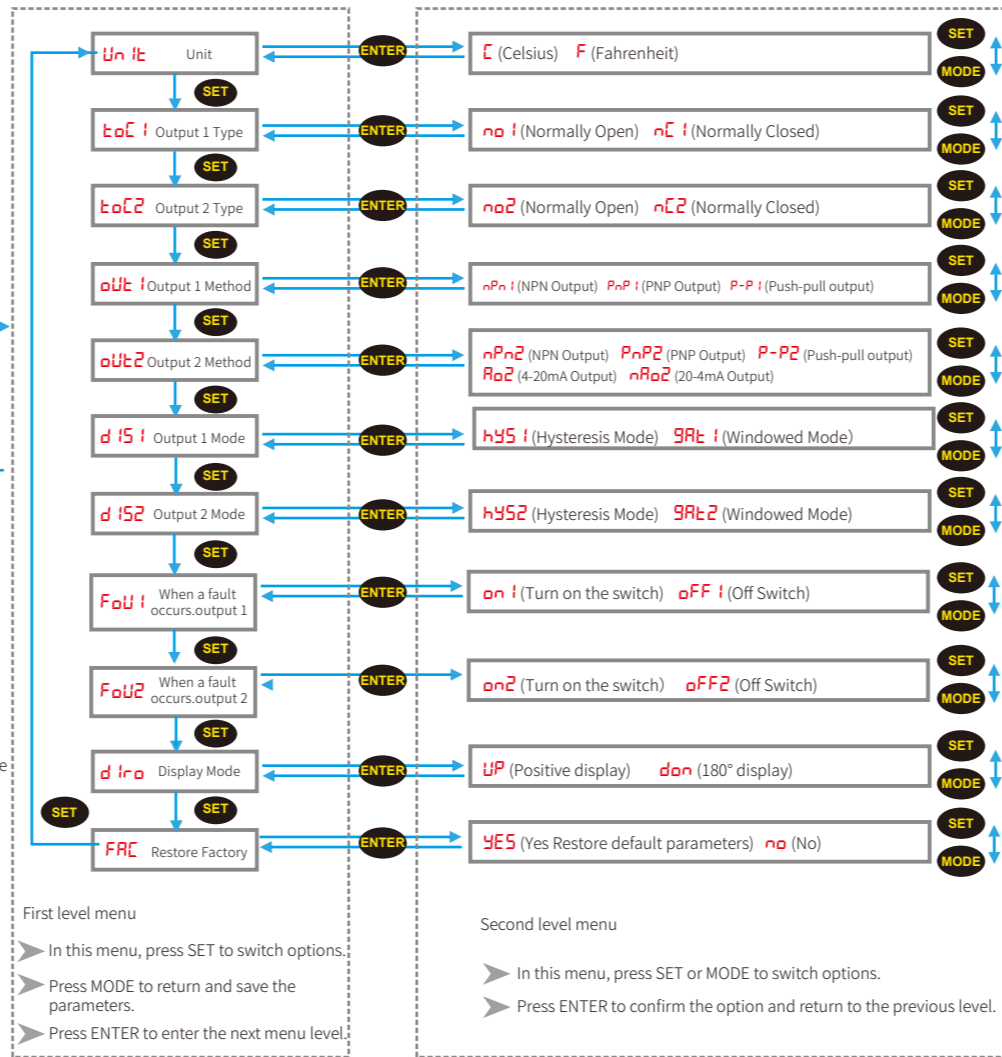 Unit Unit ENTER C (Celsius) F (Fahrenheit) SET
MODE
SET
toC1 Output 1 Type ENTER no1 (Normally Open) nC1 (Normally Closed) SET
MODE
SET
toC2 Output 2 Type ENTER no2 (Normally Open) nC2 (Normally Closed) SET
MODE
SET
oUt1 Output 1 Method ENTER nPn1 (NPN Output) PnP1 (PNP Output) P-P1 (Push-pull output) SET
MODE
SET
oUt2 Output 2 Method ENTER nPn2 (NPN Output) PnP2 (PNP Output) P-P2 (Push-pull output) SET
Ao2 (4-20mA Output) nAo2 (20-4mA Output) MODE
SET
dIS1 Output 1 Mode ENTER hYS1 (Hysteresis Mode) gAt1 (Windowed Mode) SET
MODE
SET
dIS2 Output 2 Mode ENTER hYS2 (Hysteresis Mode) gAt2 (Windowed Mode) SET
MODE
SET
FoU1 When a fault
occurs.output 1 ENTER on1 (Turn on the switch) oFF1 (Off Switch) SET
MODE
SET
FoU2 When a fault
occurs.output 2 ENTER on2 (Turn on the switch) oFF2 (Off Switch) SET
MODE
SET
dIro Display Mode ENTER UP (Positive display) don (180° display) SET
MODE
SET SET
FAC Restore Factory ENTER YES (Yes Restore default parameters) no (No) SET
MODE
First level menu
In this menu, press SET to switch options.
Press MODE to return and save the
parameters.
Press ENTER to enter the next menu level.
Second level menu
In this menu, press SET or MODE to switch options.
Press ENTER to confirm the option and return to the previous level.